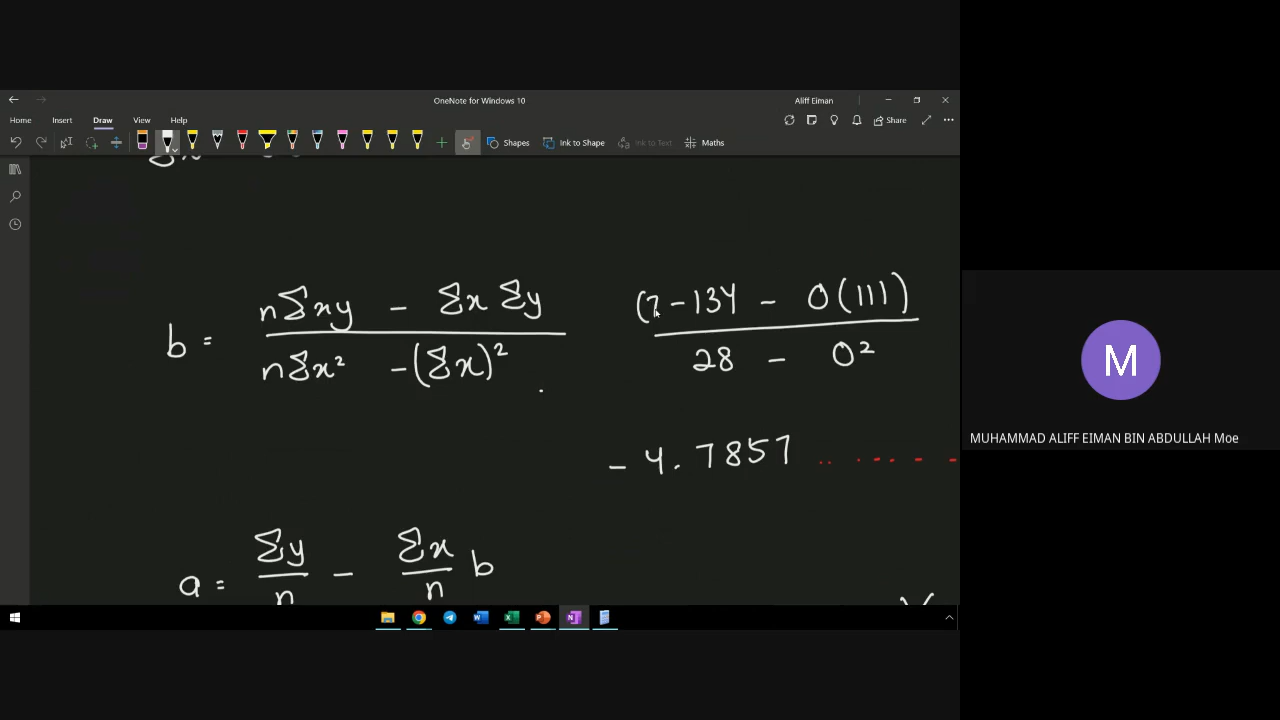 OneNote for Windows 10
Aliff Eiman
Home Insert Draw View Help
Share
Shapes Ink to Shape Ink to Text Maths
b = (nΣxy - Σx Σy) / (nΣx² - (Σx)²)
(7 -134 - 0(111) / 28 - 0²
- 4.7857 .. . -- - -
a = Σy/n - Σx/n b
M
MUHAMMAD ALIFF EIMAN BIN ABDULLAH Moe